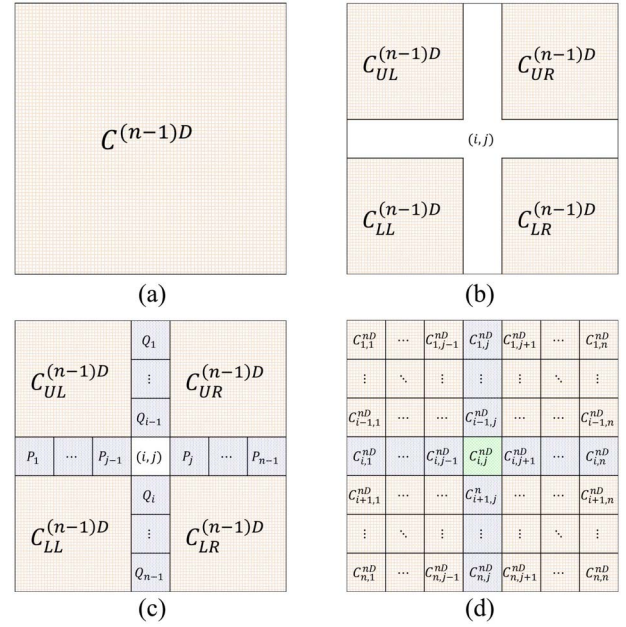 C^{(n-1)D}
(a)
C_{UL}^{(n-1)D} C_{UR}^{(n-1)D}
(i,j)
C_{LL}^{(n-1)D} C_{LR}^{(n-1)D}
(b)
C_{UL}^{(n-1)D} Q_1 C_{UR}^{(n-1)D}
⋮
Q_{i-1}
P_1 ⋯ P_{j-1} (i,j) P_j ⋯ P_{n-1}
C_{LL}^{(n-1)D} Q_i C_{LR}^{(n-1)D}
⋮
Q_{n-1}
(c)
C_{1,1}^{nD} ⋯ C_{1,j-1}^{nD} C_{1,j}^{nD} C_{1,j+1}^{nD} ⋯ C_{1,n}^{nD}
⋮ ⋱ ⋮ ⋮ ⋮ ⋱ ⋮
C_{i-1,1}^{nD} ⋯ ⋯ C_{i-1,j}^{nD} ⋯ ⋯ C_{i-1,n}^{nD}
C_{i,1}^{nD} ⋯ C_{i,j-1}^{nD} C_{i,j}^{nD} C_{i,j+1}^{nD} ⋯ C_{i,n}^{nD}
C_{i+1,1}^{nD} ⋯ ⋯ C_{i+1,j}^{n} ⋯ ⋯ C_{i+1,n}^{nD}
⋮ ⋱ ⋮ ⋮ ⋮ ⋱ ⋮
C_{n,1}^{nD} ⋯ C_{n,j-1}^{nD} C_{n,j}^{nD} C_{n,j+1}^{nD} ⋯ C_{n,n}^{nD}
(d)